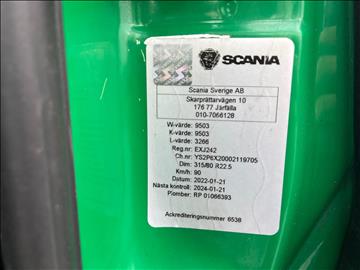 SCANIA
Scania Sverige AB
Skarprättarvägen 10
176 77 Järfälla
010-7066128
W-värde: 9503
K-värde: 9503
L-värde: 3266
Reg.nr: EXJ242
Ch.nr: YS2P6X20002119705
Dim: 315/80 R22.5
Km/h: 90
Datum: 2022-01-21
Nästa kontroll: 2024-01-21
Plomber: RP 01066393
Ackrediteringsnummer 6538